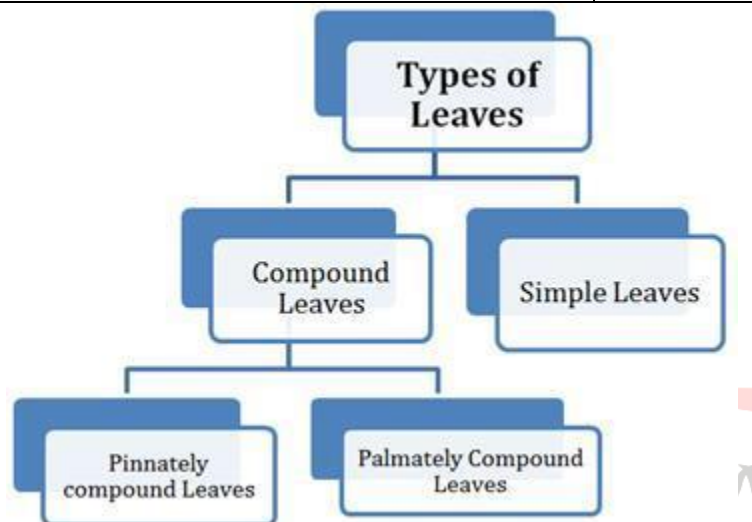 Types of
Leaves
Compound
Leaves
Simple Leaves
Pinnately
compound Leaves
Palmately Compound
Leaves